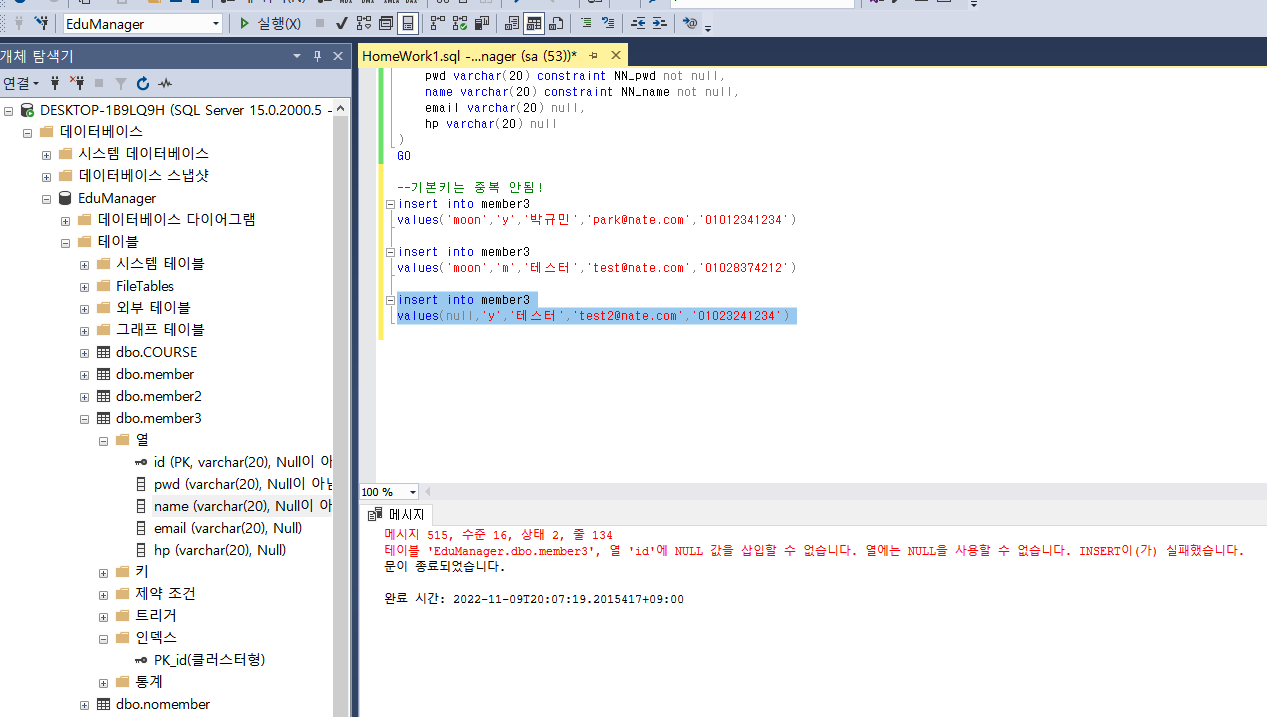 EduManager
실행(X)
개체 탐색기
연결
DESKTOP-1B9LQ9H (SQL Server 15.0.2000.5 -
데이터베이스
시스템 데이터베이스
데이터베이스 스냅샷
EduManager
데이터베이스 다이어그램
테이블
시스템 테이블
FileTables
외부 테이블
그래프 테이블
dbo.COURSE
dbo.member
dbo.member2
dbo.member3
열
id (PK, varchar(20), Null이 아
pwd (varchar(20), Null이 아닌
name (varchar(20), Null이 아
email (varchar(20), Null)
hp (varchar(20), Null)
키
제약 조건
트리거
인덱스
PK_id(클러스터형)
통계
dbo.nomember
HomeWork1.sql -...nager (sa (53))*
pwd varchar(20) constraint NN_pwd not null,
name varchar(20) constraint NN_name not null,
email varchar(20) null,
hp varchar(20) null
)
GO
--기본키는 중복 안됨!
insert into member3
values('moon','y','박규민','park@nate.com','01012341234')
insert into member3
values('moon','m','테스터','test@nate.com','01028374212')
insert into member3
values(null,'y','테스터','test2@nate.com','01023241234')
100 %
메시지
메시지 515, 수준 16, 상태 2, 줄 134
테이블 'EduManager.dbo.member3', 열 'id'에 NULL 값을 삽입할 수 없습니다. 열에는 NULL을 사용할 수 없습니다. INSERT이(가) 실패했습니다.
문이 종료되었습니다.
완료 시간: 2022-11-09T20:07:19.2015417+09:00